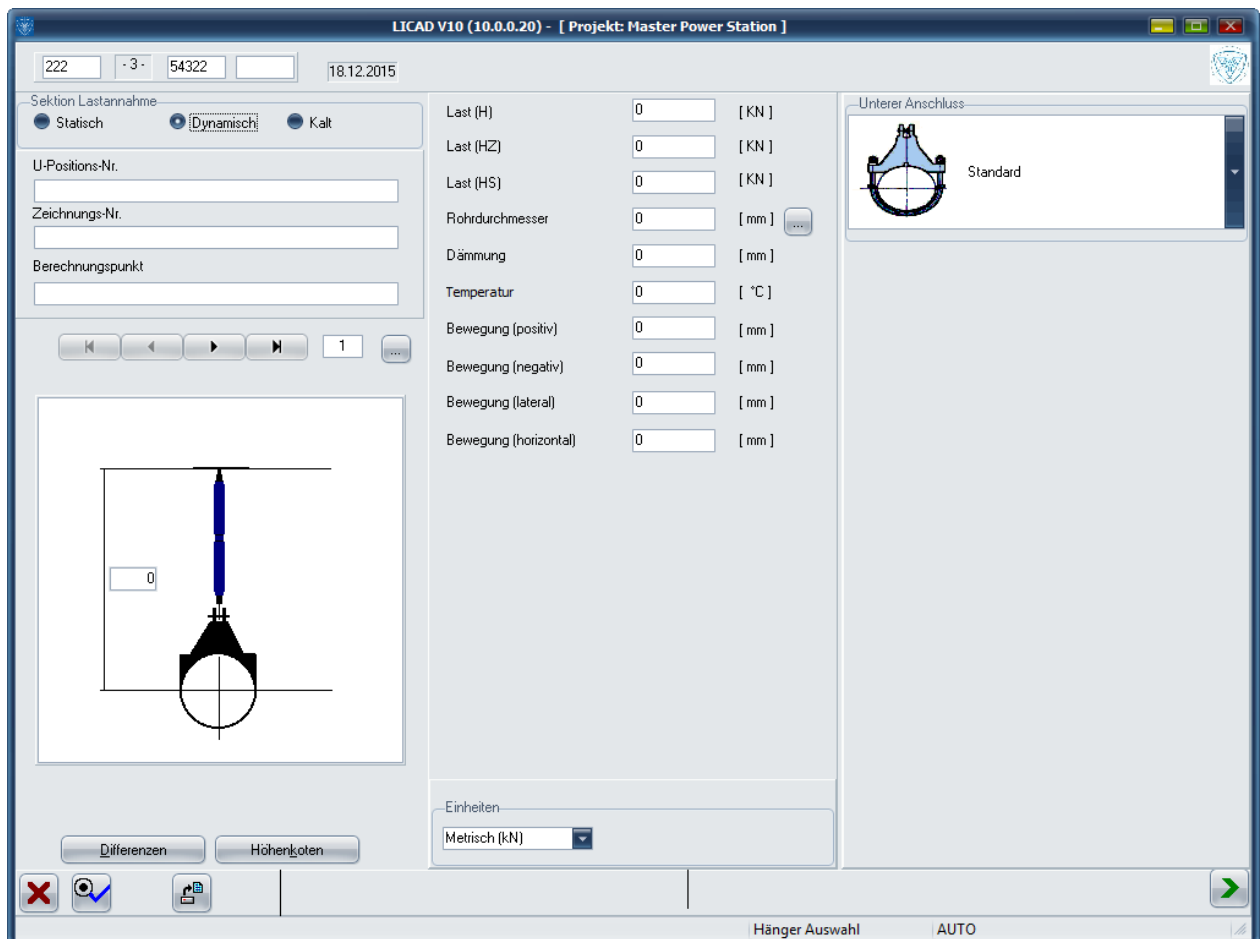 LICAD V10 (10.0.0.20) - [ Projekt: Master Power Station ]
222 - 3 - 54322 18.12.2015
Sektion Lastannahme
Statisch Dynamisch Kalt
U-Positions-Nr.
Zeichnungs-Nr.
Berechnungspunkt
1 ...
0
Differenzen Höhenkoten
Last (H) 0 [ KN ]
Last (HZ) 0 [ KN ]
Last (HS) 0 [ KN ]
Rohrdurchmesser 0 [ mm ] ...
Dämmung 0 [ mm ]
Temperatur 0 [ °C ]
Bewegung (positiv) 0 [ mm ]
Bewegung (negativ) 0 [ mm ]
Bewegung (lateral) 0 [ mm ]
Bewegung (horizontal) 0 [ mm ]
Einheiten
Metrisch (kN)
Unterer Anschluss
Standard
Hänger Auswahl AUTO